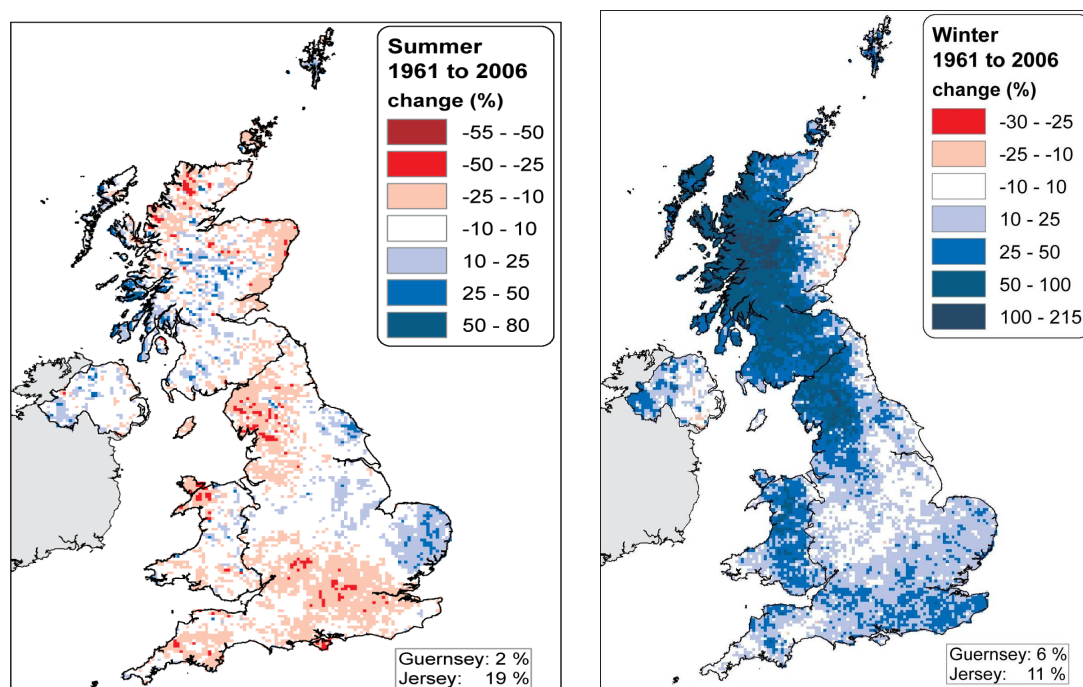 Summer
1961 to 2006
change (%)
-55 - -50
-50 - -25
-25 - -10
-10 - 10
10 - 25
25 - 50
50 - 80
Guernsey: 2 %
Jersey: 19 %
Winter
1961 to 2006
change (%)
-30 - -25
-25 - -10
-10 - 10
10 - 25
25 - 50
50 - 100
100 - 215
Guernsey: 6 %
Jersey: 11 %